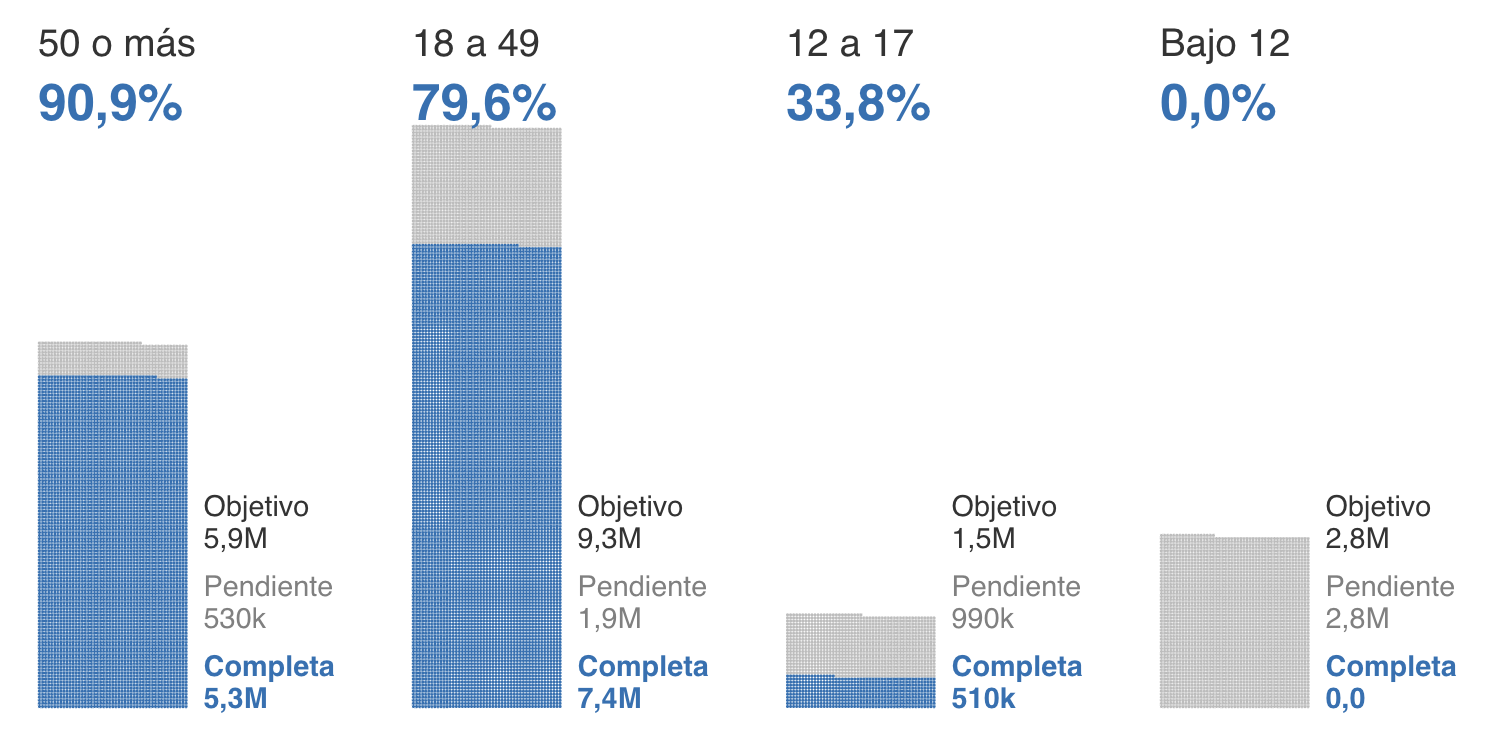 50 o más
90,9%
Objetivo
5,9M
Pendiente
530k
Completa
5,3M
18 a 49
79,6%
Objetivo
9,3M
Pendiente
1,9M
Completa
7,4M
12 a 17
33,8%
Objetivo
1,5M
Pendiente
990k
Completa
510k
Bajo 12
0,0%
Objetivo
2,8M
Pendiente
2,8M
Completa
0,0